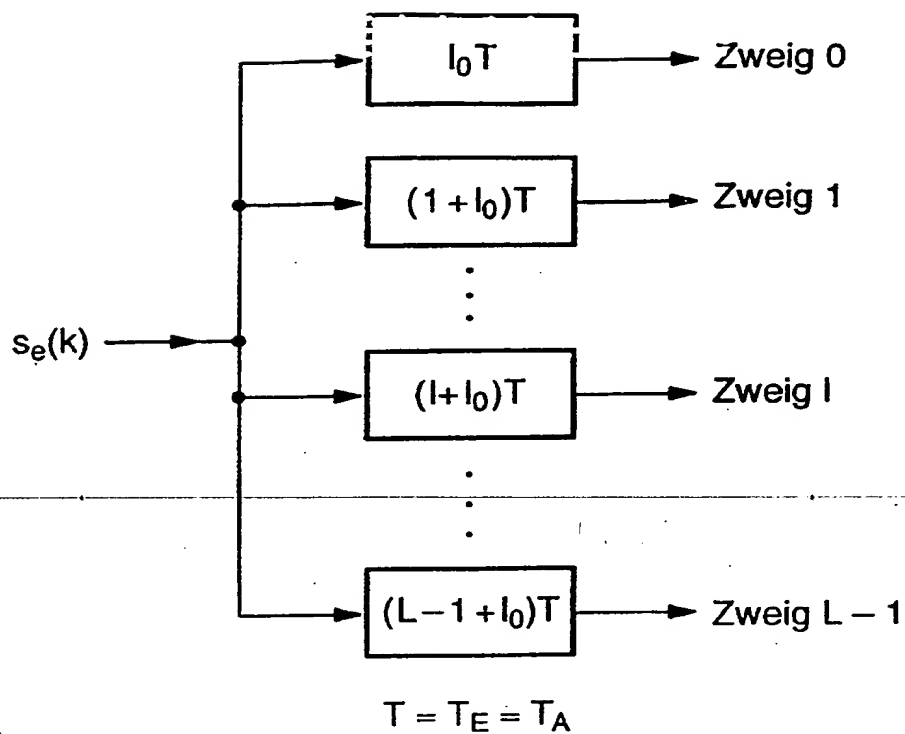 l₀T
Zweig 0
(1+l₀)T
Zweig 1
sₑ(k)
(l+l₀)T
Zweig l
(L−1+l₀)T
Zweig L−1
T = T_E = T_A